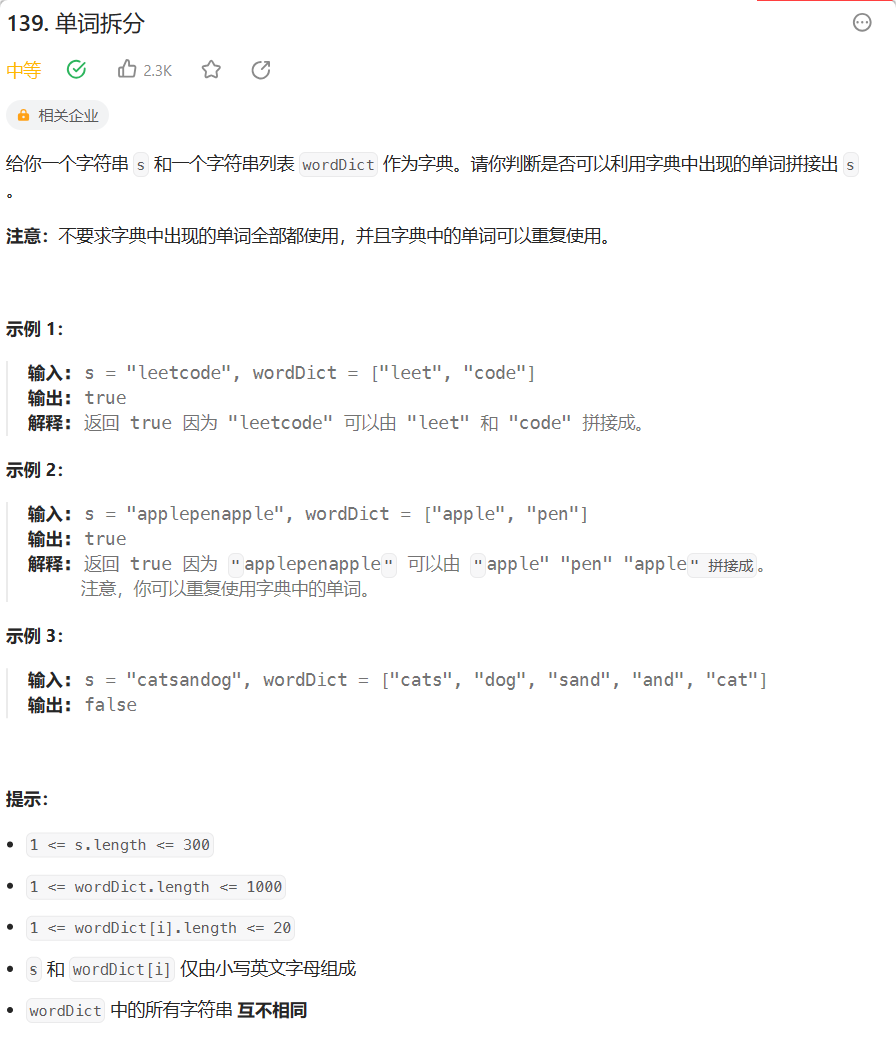 139. 单词拆分
中等 2.3K
相关企业
给你一个字符串 s 和一个字符串列表 wordDict 作为字典。请你判断是否可以利用字典中出现的单词拼接出 s
。
注意：不要求字典中出现的单词全部都使用，并且字典中的单词可以重复使用。
示例 1：
输入: s = "leetcode", wordDict = ["leet", "code"]
输出: true
解释: 返回 true 因为 "leetcode" 可以由 "leet" 和 "code" 拼接成。
示例 2：
输入: s = "applepenapple", wordDict = ["apple", "pen"]
输出: true
解释: 返回 true 因为 "applepenapple" 可以由 "apple" "pen" "apple" 拼接成。
注意，你可以重复使用字典中的单词。
示例 3：
输入: s = "catsandog", wordDict = ["cats", "dog", "sand", "and", "cat"]
输出: false
提示：
1 <= s.length <= 300
1 <= wordDict.length <= 1000
1 <= wordDict[i].length <= 20
s 和 wordDict[i] 仅由小写英文字母组成
wordDict 中的所有字符串 互不相同